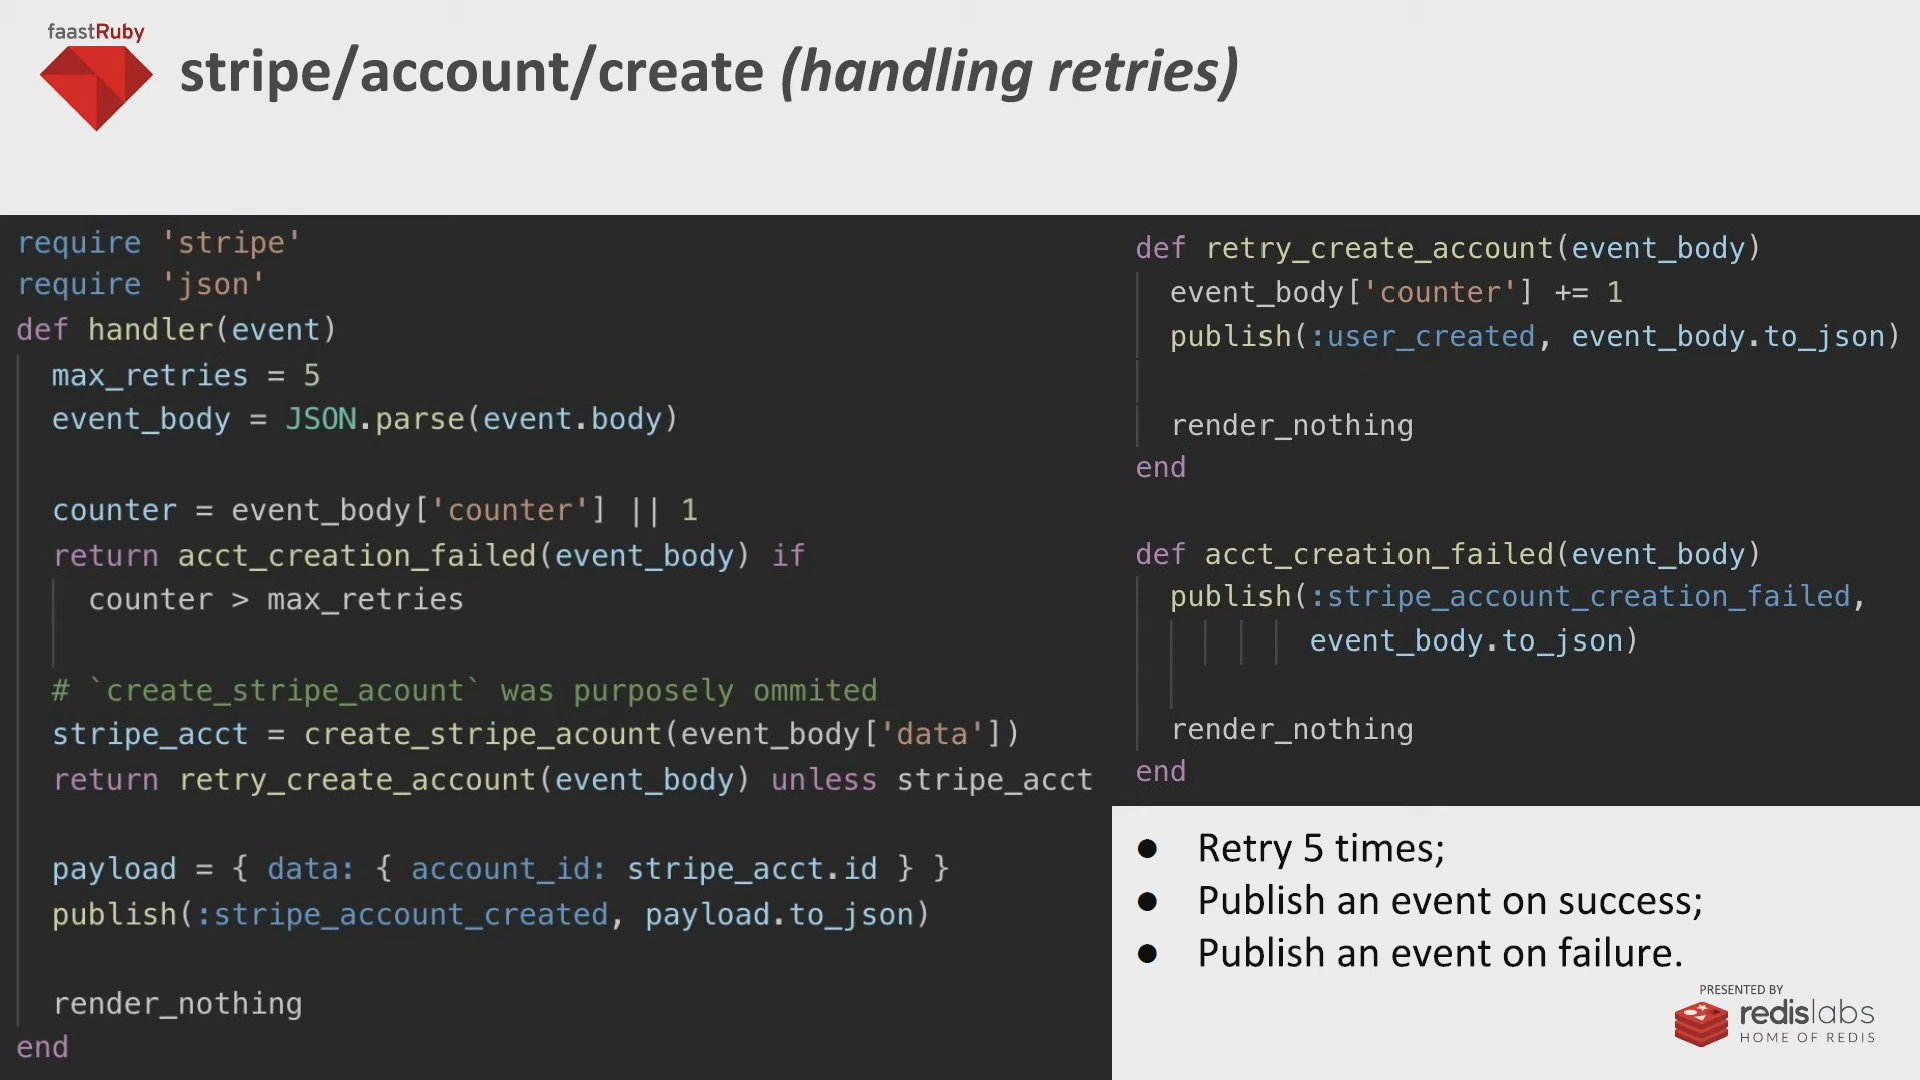 faastRuby
stripe/account/create (handling retries)
require 'stripe'
require 'json'
def handler(event)
max_retries = 5
event_body = JSON.parse(event.body)
counter = event_body['counter'] || 1
return acct_creation_failed(event_body) if
counter > max_retries
# `create_stripe_acount` was purposely ommited
stripe_acct = create_stripe_acount(event_body['data'])
return retry_create_account(event_body) unless stripe_acct
payload = { data: { account_id: stripe_acct.id } }
publish(:stripe_account_created, payload.to_json)
render_nothing
end
def retry_create_account(event_body)
event_body['counter'] += 1
publish(:user_created, event_body.to_json)
render_nothing
end
def acct_creation_failed(event_body)
publish(:stripe_account_creation_failed,
event_body.to_json)
render_nothing
end
● Retry 5 times;
● Publish an event on success;
● Publish an event on failure.
PRESENTED BY
redislabs
HOME OF REDIS